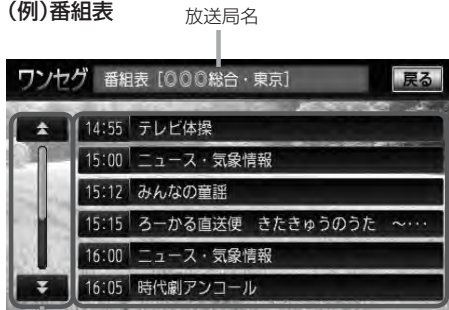 (例)番組表
放送局名
ワンセグ 番組表 [○○○総合・東京] 戻る
14:55 テレビ体操
15:00 ニュース・気象情報
15:12 みんなの童謡
15:15 ろーかる直送便 きたきゅうのうた ～･･･
16:00 ニュース・気象情報
16:05 時代劇アンコール